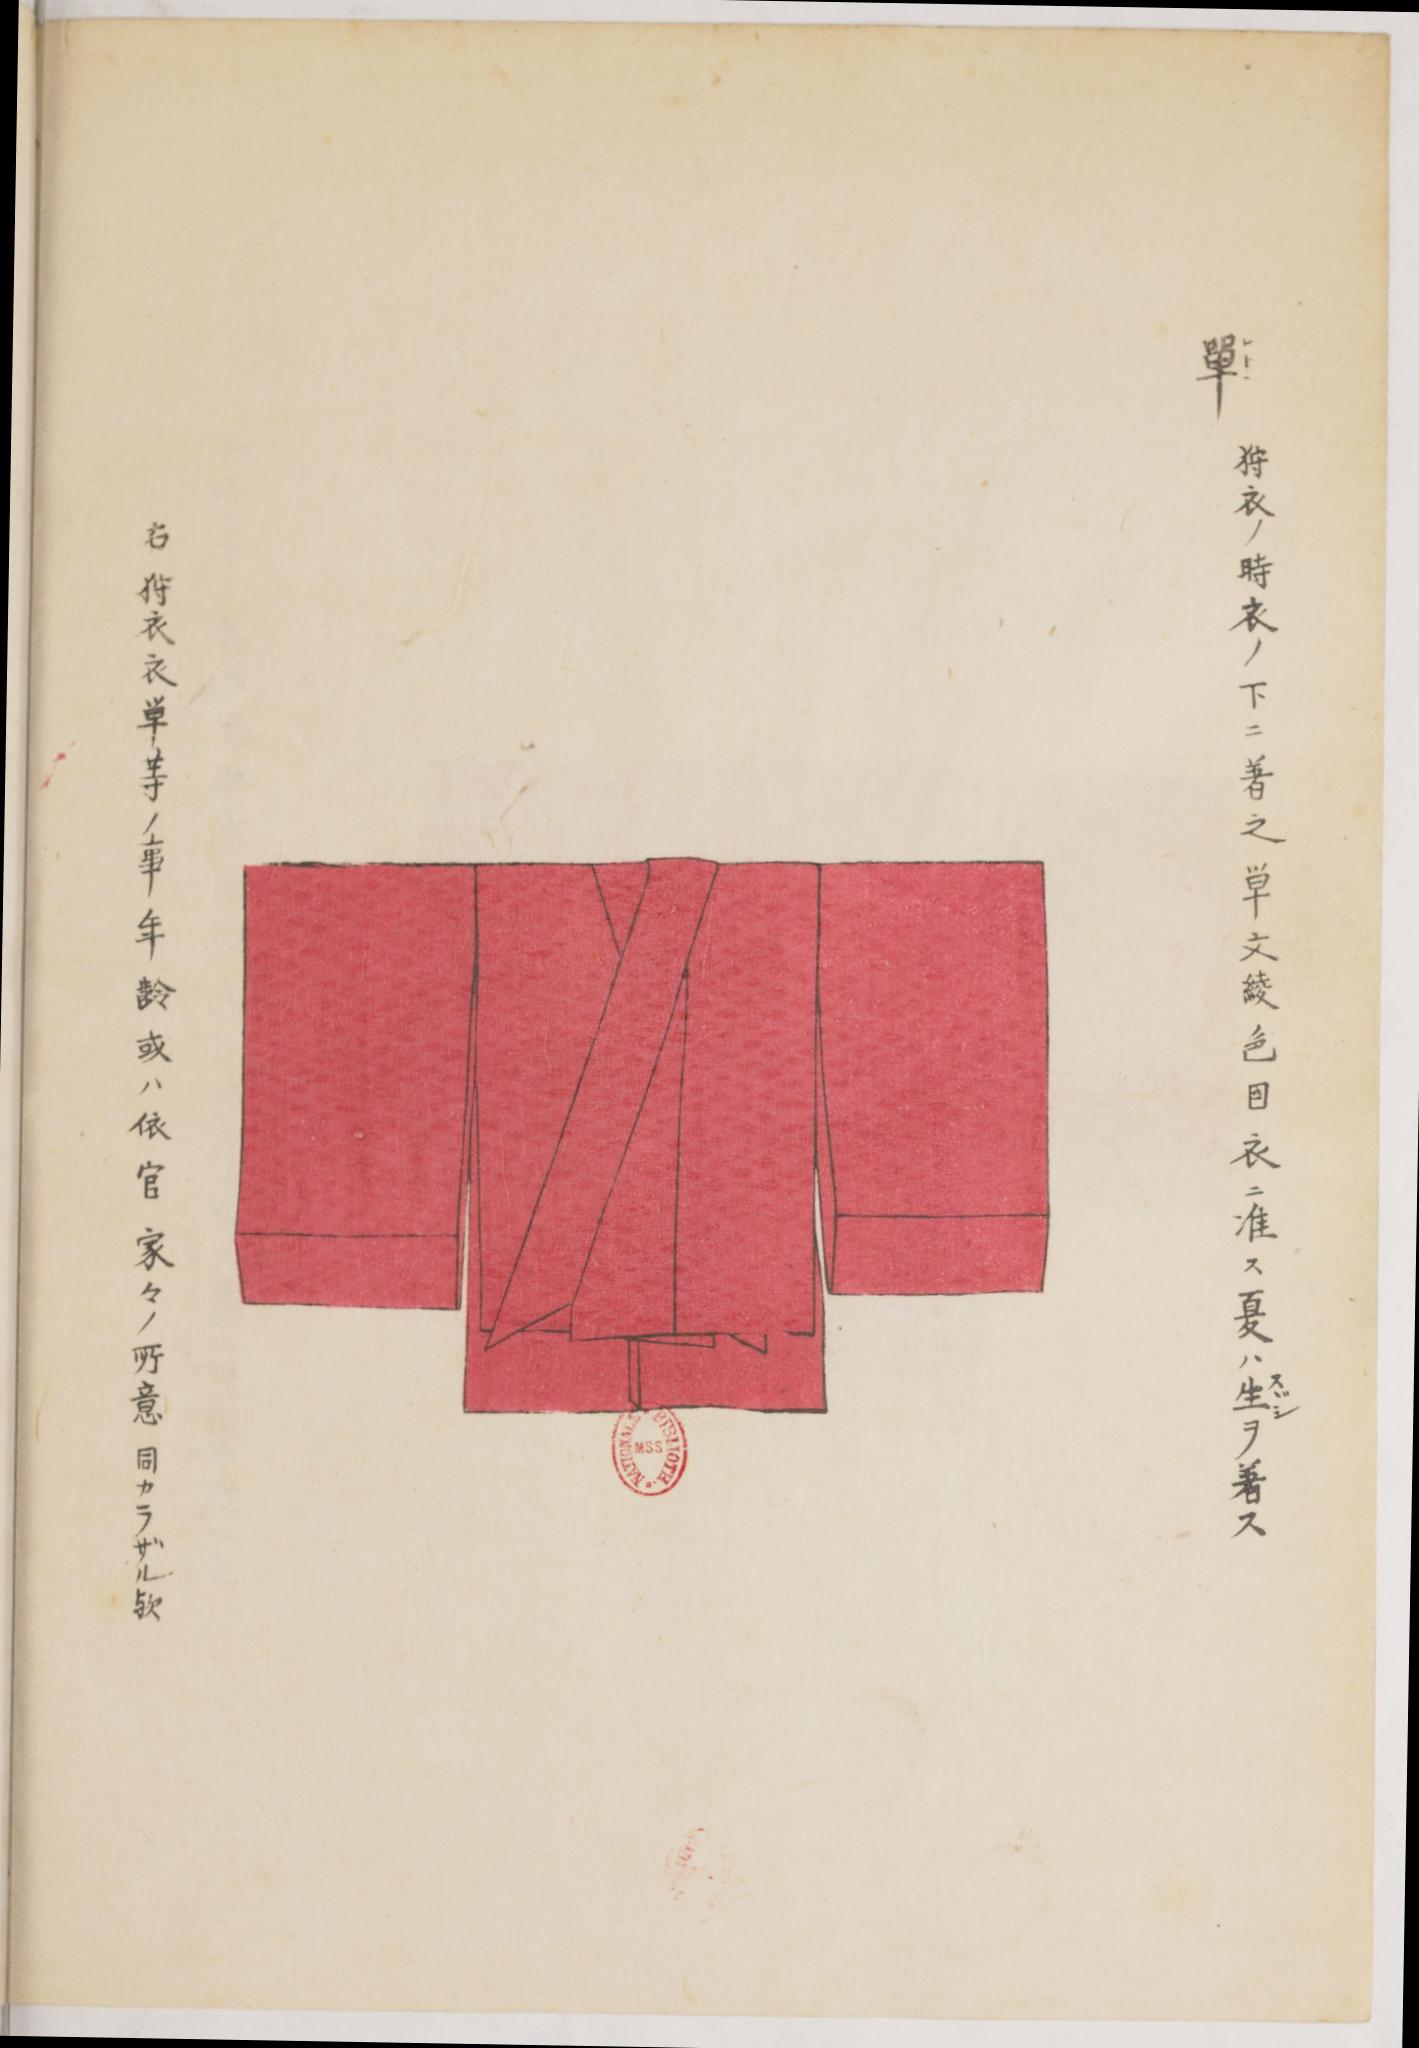 單
ヒトヘ
狩衣ノ時衣ノ下ニ著之単文綾色目衣ニ准ス夏ハ生ヲ著ス
スヾシ
右狩衣衣単等ノ事年齢或ハ依官家々ノ所意同カラザル歟
BIBLIOTH. NATIONALE
MSS